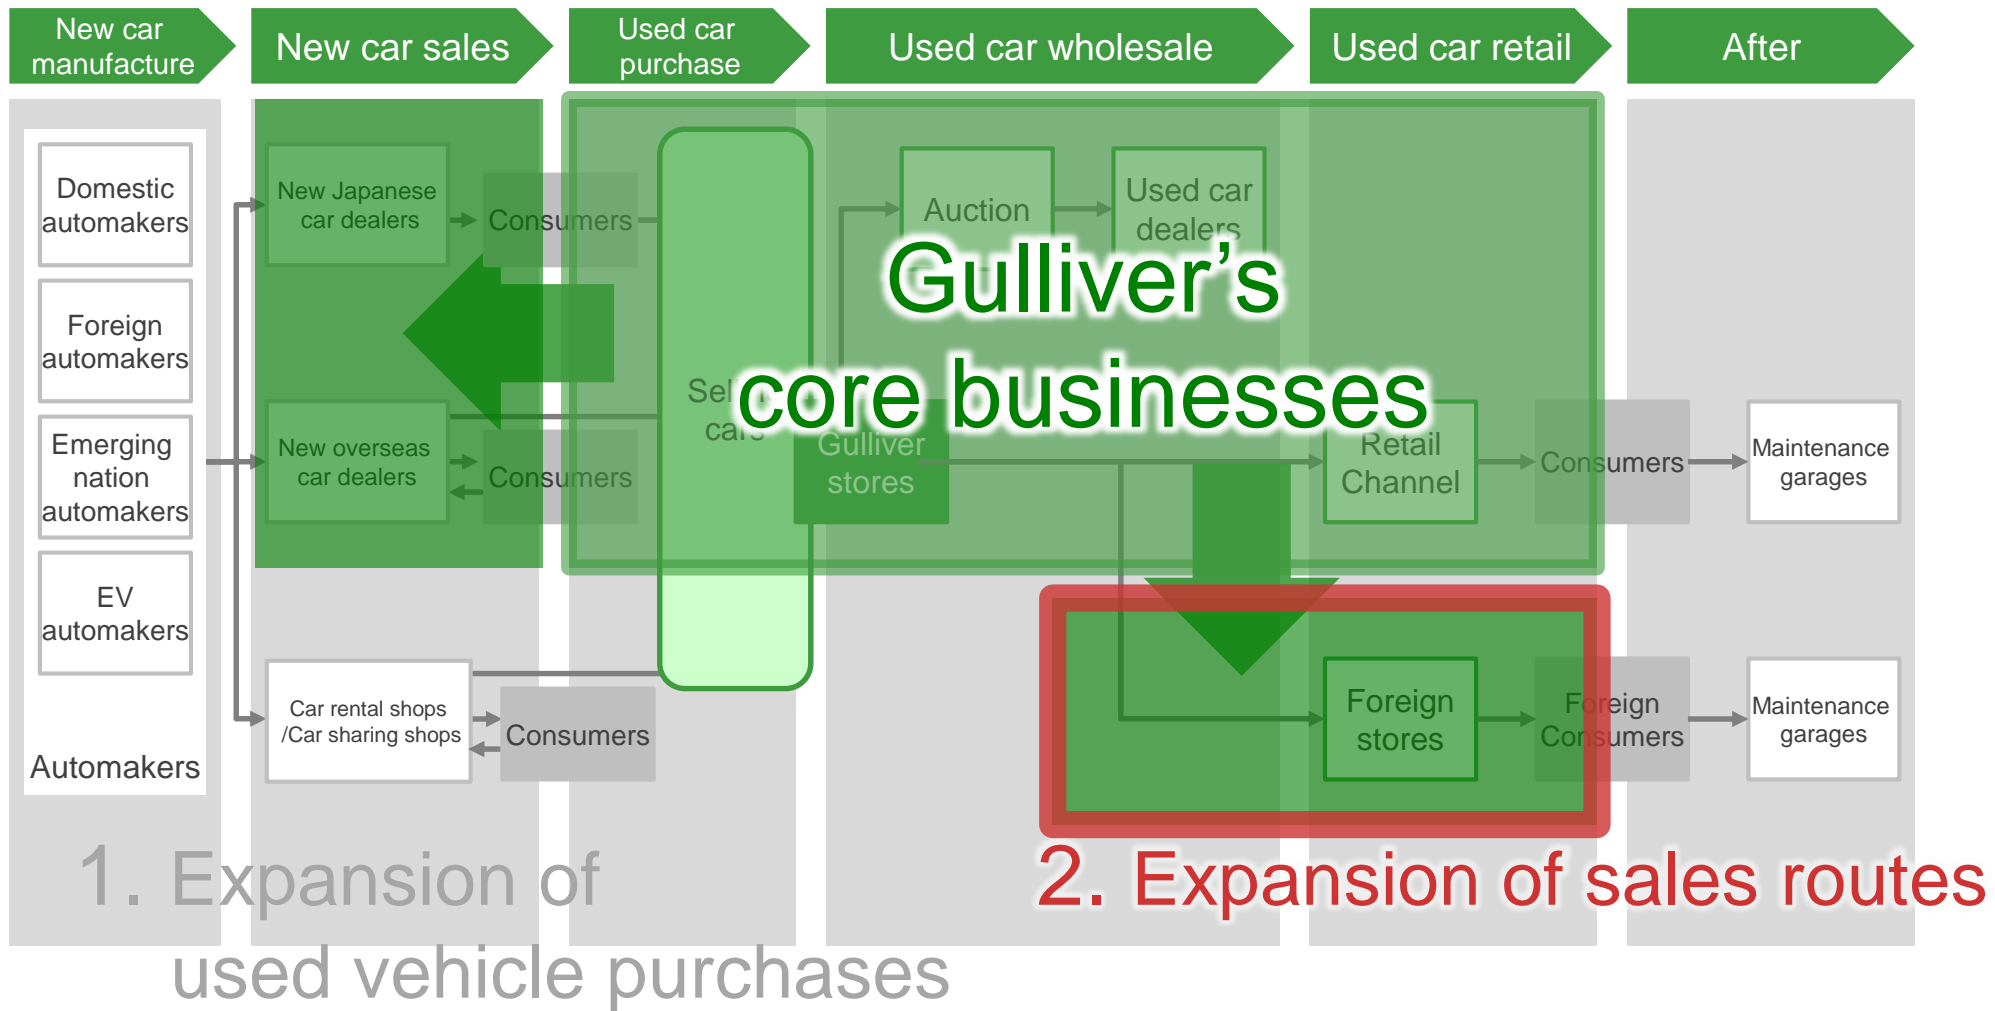 New car
manufacture
New car sales
Used car
purchase
Used car wholesale
Used car retail
After
Domestic
automakers
Foreign
automakers
Emerging
nation
automakers
EV
automakers
Automakers
New Japanese
car dealers
Consumers
New overseas
car dealers
Consumers
Car rental shops
/Car sharing shops
Consumers
cars
Gulliver
stores
Auction
Used car
dealers
Gulliver’s
core businesses
Retail
Channel
Consumers
Maintenance
garages
Foreign
stores
Foreign
Consumers
Maintenance
garages
1. Expansion of
used vehicle purchases
2. Expansion of sales routes